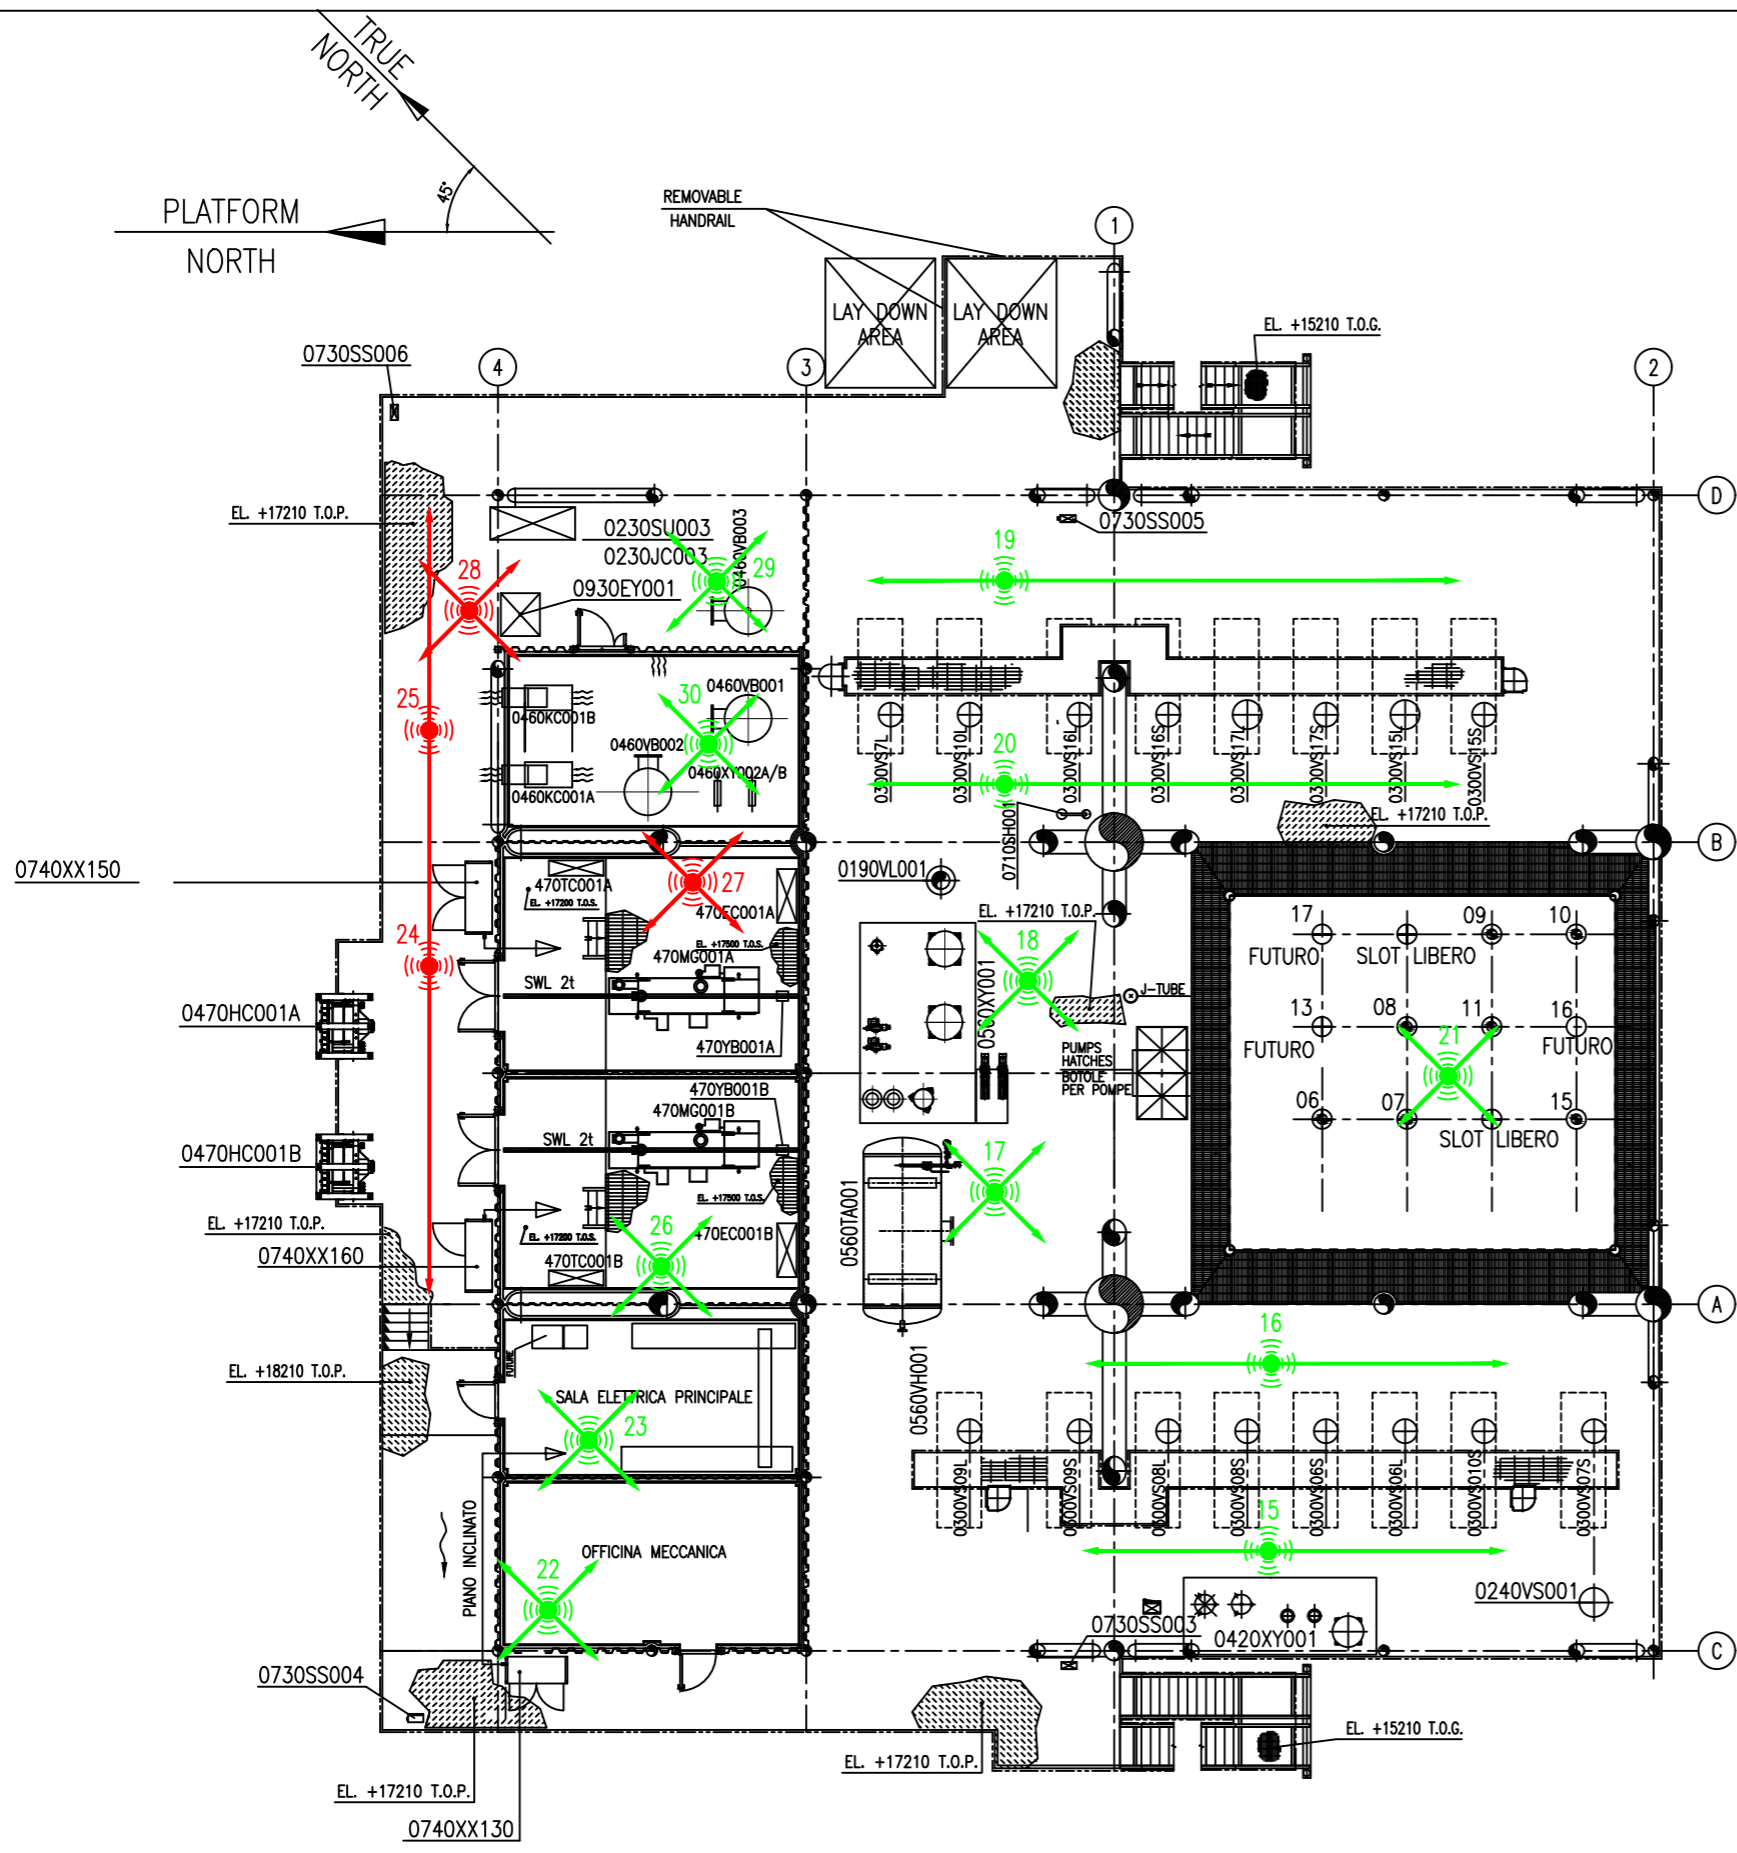 TRUE
NORTH
45°
PLATFORM
NORTH
REMOVABLE
HANDRAIL
1
LAY DOWN
AREA
LAY DOWN
AREA
EL. +15210 T.O.G.
0730SS006
4
3
2
D
EL. +17210 T.O.P.
0230SU003
0230JC003
0460VB003
29
0730SS005
19
28
0930EY001
25
0460VB001
30
0460KC001B
0460VB002
0460XY002A/B
0460KC001A
20
0300VS17L
0300VS10L
0300VS16L
0300VS16S
0300VS17L
0300VS17S
0300VS15L
0300VS15S
EL. +17210 T.O.P.
0710SH001
B
0740XX150
470TC001A
EL. +17200 T.O.S.
27
470EC001A
0190VL001
EL. +17210 T.O.P.
24
EL. +17500 T.O.S.
470MG001A
SWL 2t
18
0560XY001
J-TUBE
17
09
10
FUTURO
SLOT LIBERO
13
08
11
16
FUTURO
21
FUTURO
06
07
15
SLOT LIBERO
0470HC001A
470YB001A
PUMPS
HATCHES
BOTOLE
PER POMPE
470YB001B
470MG001B
SWL 2t
0470HC001B
17
EL. +17500 T.O.S.
0560TA001
EL. +17210 T.O.P.
EL. +17200 T.O.S.
26
470EC001B
0740XX160
470TC001B
A
16
FUTURE
EL. +18210 T.O.P.
SALA ELETTRICA PRINCIPALE
23
0560VH001
0300VS09L
0300VS09S
0300VS08L
0300VS08S
0300VS06S
0300VS06L
0300VS010S
0300VS07S
15
PIANO INCLINATO
OFFICINA MECCANICA
22
0240VS001
0730SS003
0420XY001
C
0730SS004
EL. +15210 T.O.G.
EL. +17210 T.O.P.
EL. +17210 T.O.P.
0740XX130